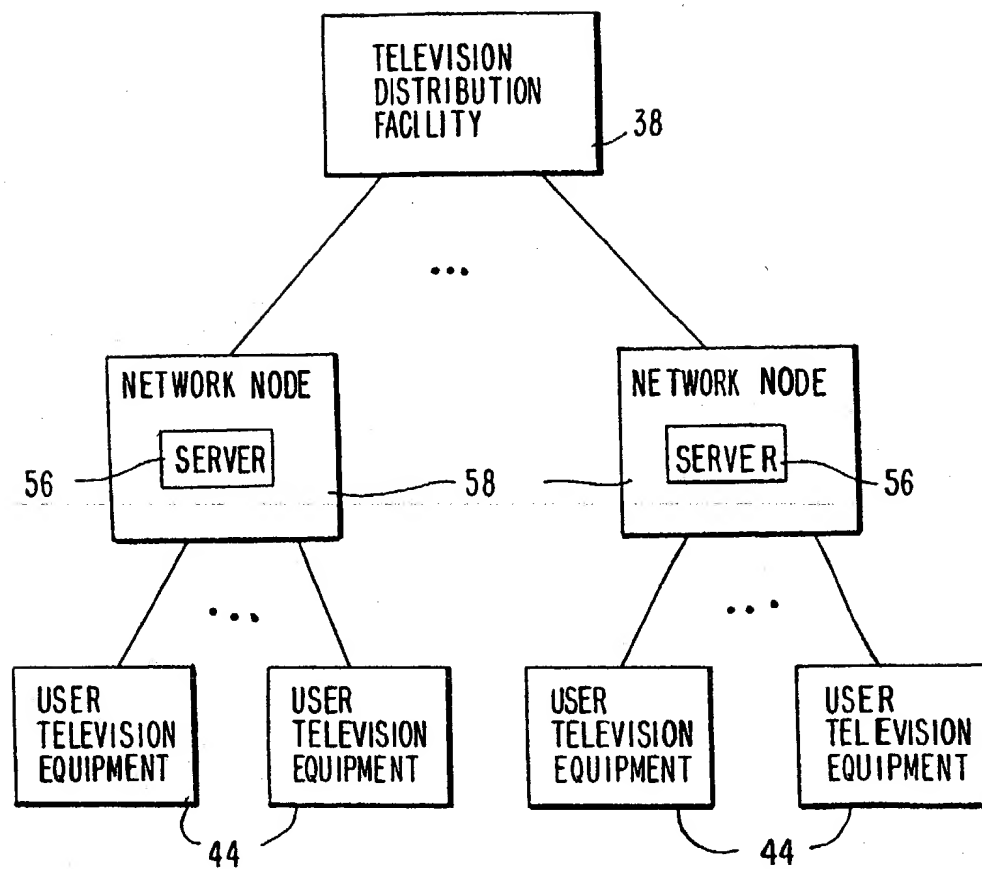 TELEVISION
DISTRIBUTION
FACILITY
38
...
NETWORK NODE
SERVER
56
58
NETWORK NODE
SERVER
56
...
...
USER
TELEVISION
EQUIPMENT
USER
TELEVISION
EQUIPMENT
44
USER
TELEVISION
EQUIPMENT
USER
TELEVISION
EQUIPMENT
44